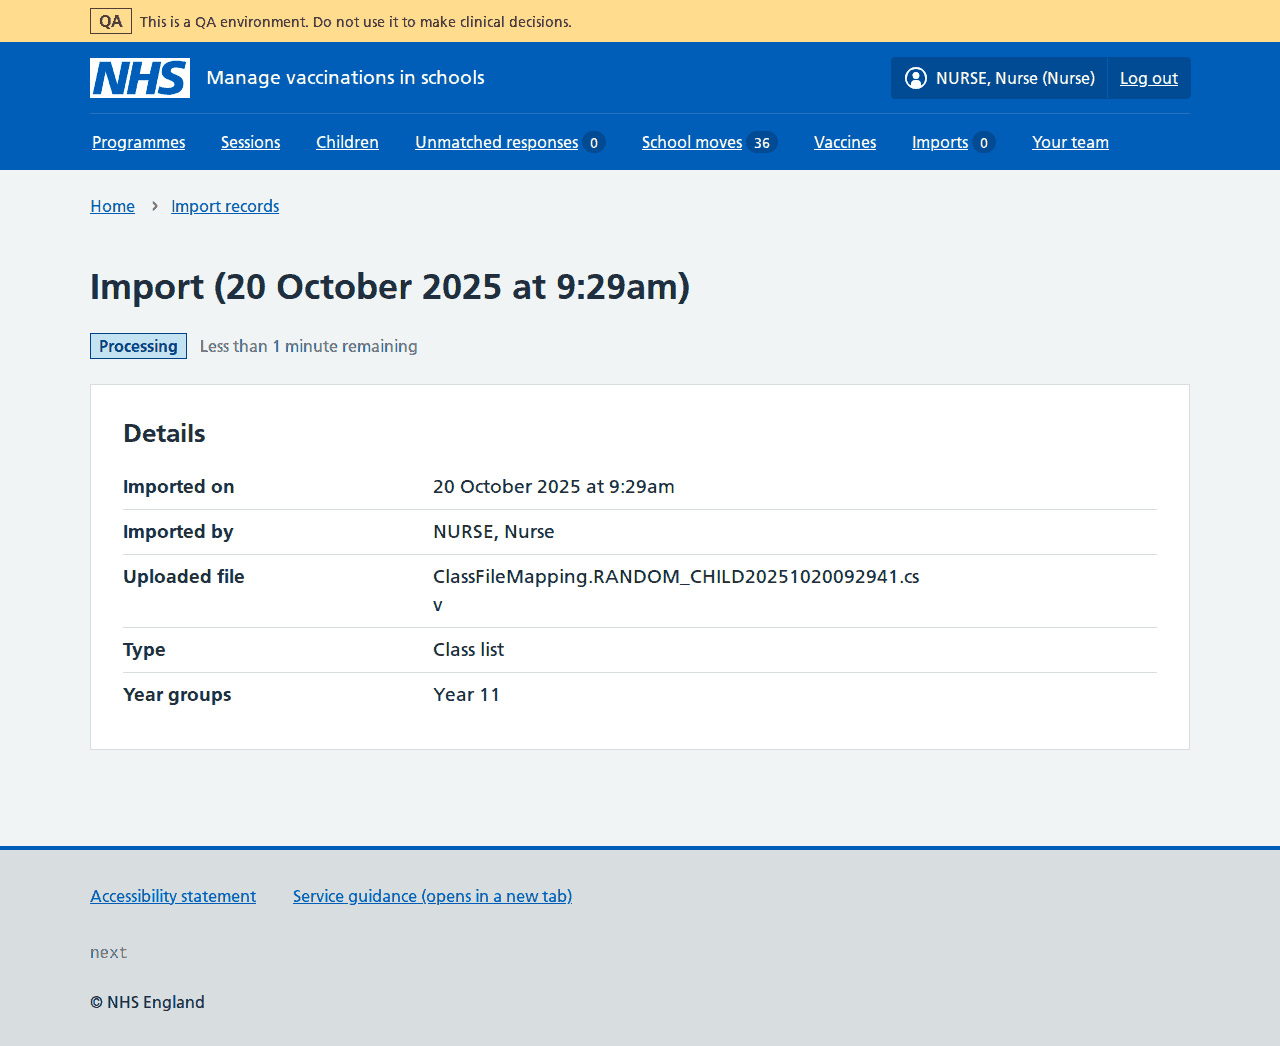 QA This is a QA environment. Do not use it to make clinical decisions.
NHS Manage vaccinations in schools NURSE, Nurse (Nurse) Log out
Programmes Sessions Children Unmatched responses 0 School moves 36 Vaccines Imports 0 Your team
Home Import records
Import (20 October 2025 at 9:29am)
Processing Less than 1 minute remaining
Details
Imported on 20 October 2025 at 9:29am
Imported by NURSE, Nurse
Uploaded file ClassFileMapping.RANDOM_CHILD20251020092941.cs
v
Type Class list
Year groups Year 11
Accessibility statement Service guidance (opens in a new tab)
next
© NHS England